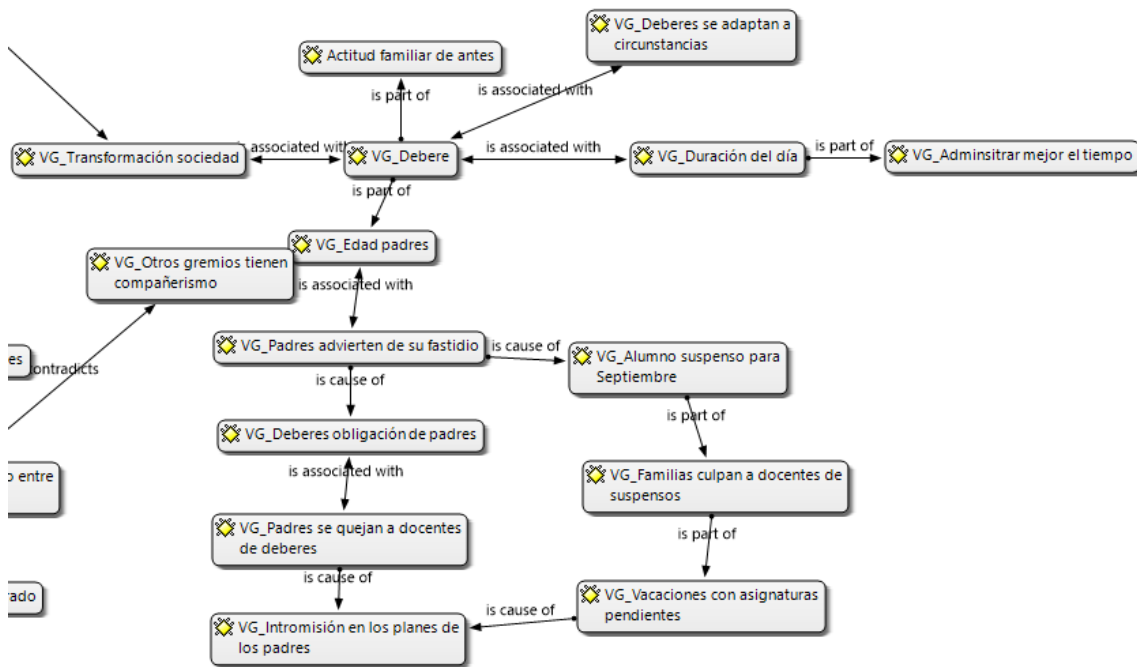 VG_Deberes se adaptan a
circunstancias
Actitud familiar de antes
is part of
is associated with
VG_Transformación sociedad
is associated with
VG_Debere
is associated with
VG_Duración del día
is part of
VG_Adminsitrar mejor el tiempo
is part of
VG_Edad padres
VG_Otros gremios tienen
compañerismo
is associated with
VG_Padres advierten de su fastidio
is cause of
VG_Alumno suspenso para
Septiembre
es
contradicts
is cause of
is part of
VG_Deberes obligación de padres
is associated with
o entre
VG_Familias culpan a docentes de
suspensos
VG_Padres se quejan a docentes
de deberes
is part of
is cause of
rado
VG_Vacaciones con asignaturas
pendientes
is cause of
VG_Intromisión en los planes de
los padres